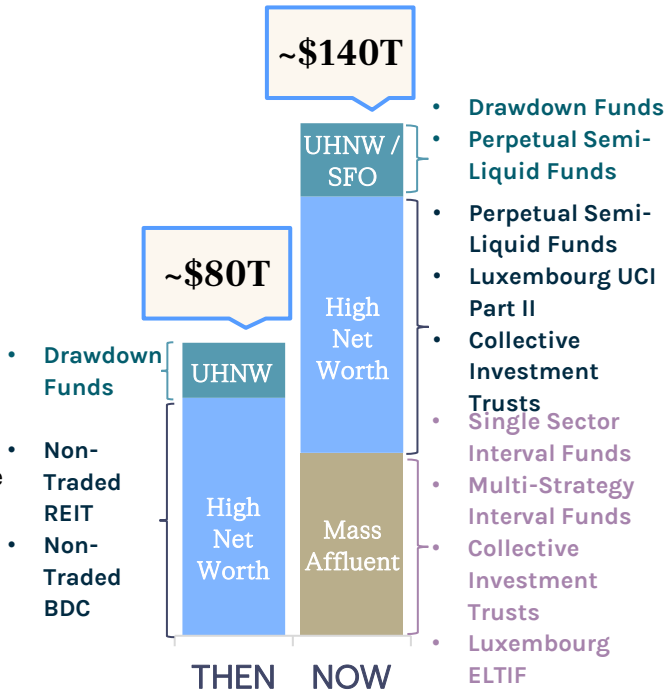 ~$140T
UHNW /
SFO
• Drawdown Funds
• Perpetual Semi-
Liquid Funds
High
Net
Worth
• Perpetual Semi-
Liquid Funds
• Luxembourg UCI
Part II
• Collective
Investment
Trusts
Mass
Affluent
• Single Sector
Interval Funds
• Multi-Strategy
Interval Funds
• Collective
Investment
Trusts
• Luxembourg
ELTIF
~$80T
• Drawdown
Funds
UHNW
• Non-
Traded
REIT
• Non-
Traded
BDC
e
High
Net
Worth
THEN NOW